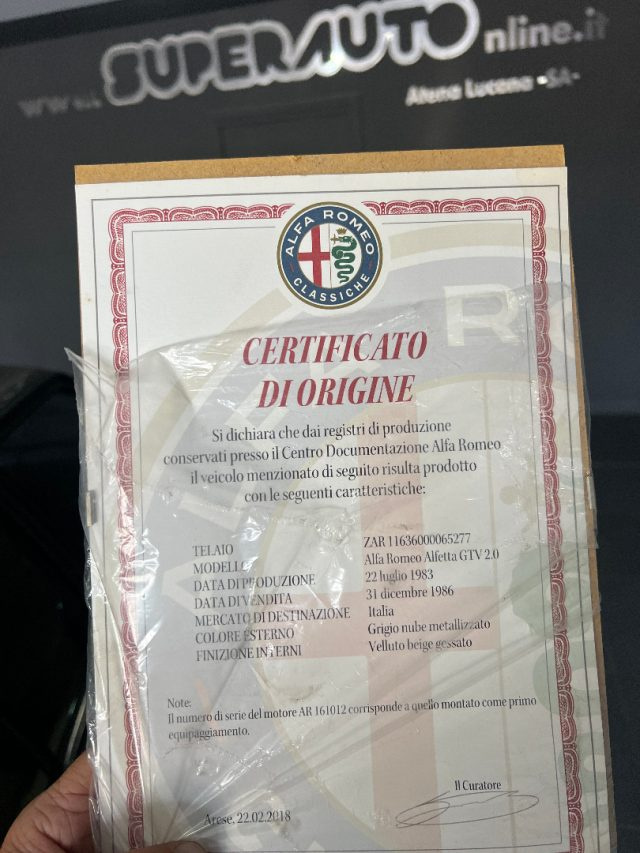 www. SUPERAUTOnline.it
Atena Lucana -SA-
ALFA ROMEO
CLASSICHE
CERTIFICATO
DI ORIGINE
Si dichiara che dai registri di produzione
conservati presso il Centro Documentazione Alfa Romeo
il veicolo menzionato di seguito risulta prodotto
con le seguenti caratteristiche:
TELAIO ZAR 11636000065277
MODELLO Alfa Romeo Alfetta GTV 2.0
DATA DI PRODUZIONE 22 luglio 1983
DATA DI VENDITA 31 dicembre 1986
MERCATO DI DESTINAZIONE Italia
COLORE ESTERNO Grigio nube metallizzato
FINIZIONE INTERNI Velluto beige gessato
Note:
Il numero di serie del motore AR 161012 corrisponde a quello montato come primo
equipaggiamento.
Il Curatore
Arese, 22.02.2018